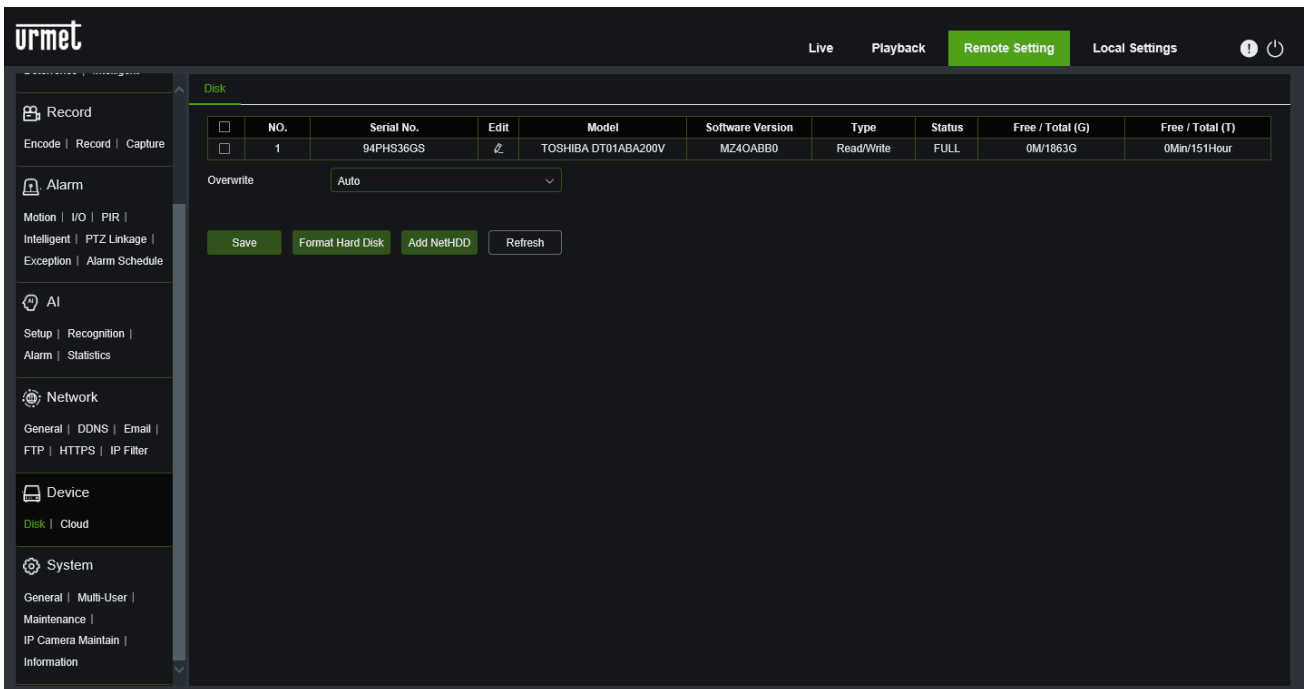 urmet
Live Playback Remote Setting Local Settings
Disk
Record
Encode | Record | Capture
Alarm
Motion | I/O | PIR |
Intelligent | PTZ Linkage |
Exception | Alarm Schedule
AI
Setup | Recognition |
Alarm | Statistics
Network
General | DDNS | Email |
FTP | HTTPS | IP Filter
Device
Disk | Cloud
System
General | Multi-User |
Maintenance |
IP Camera Maintain |
Information
NO. Serial No. Edit Model Software Version Type Status Free / Total (G) Free / Total (T)
1 94PHS36GS TOSHIBA DT01ABA200V MZ4OABB0 Read/Write FULL 0M/1863G 0Min/151Hour
Overwrite Auto
Save Format Hard Disk Add NetHDD Refresh